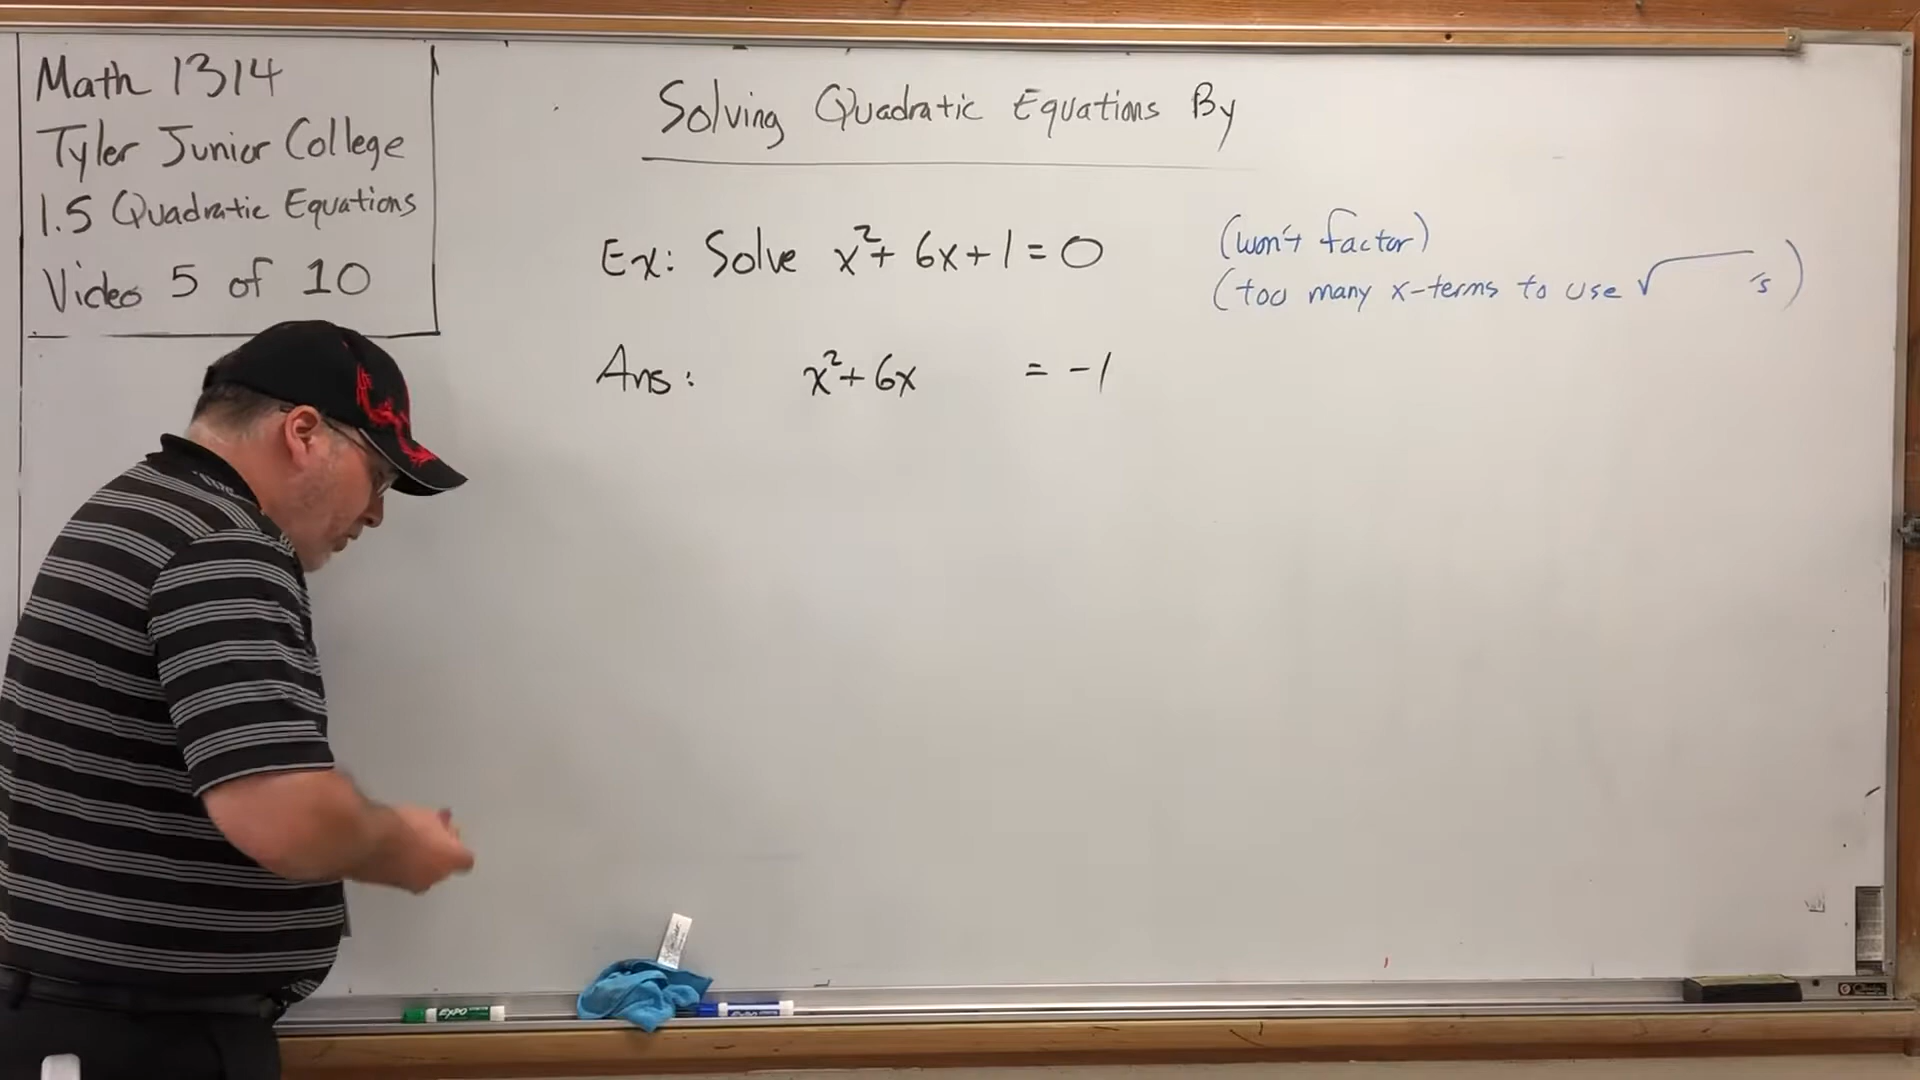 Math 1314
Tyler Junior College
1.5 Quadratic Equations
Video 5 of 10
Solving Quadratic Equations By
Ex: Solve x²+ 6x+1=0
(won't factor)
(too many x-terms to use √ 's)
Ans: x²+6x = -1
EXPO